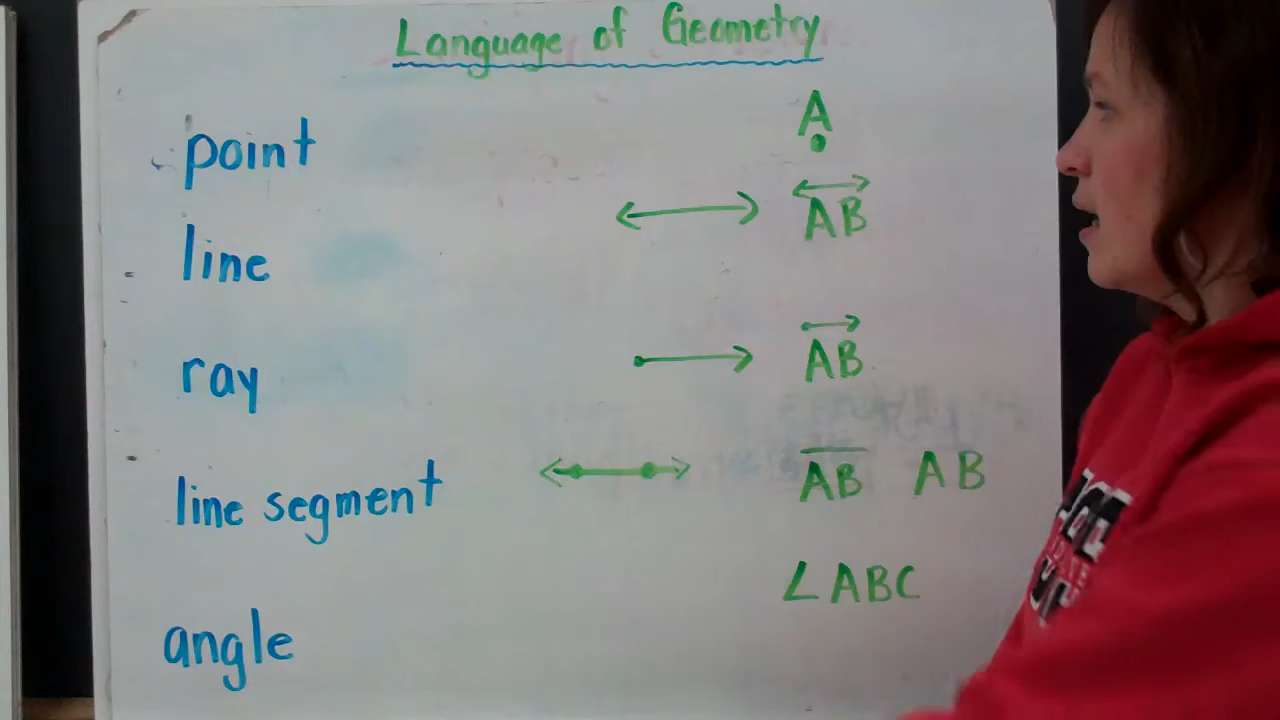 Language of Geometry
point A
line AB
ray AB
line segment AB AB
angle ∠ABC